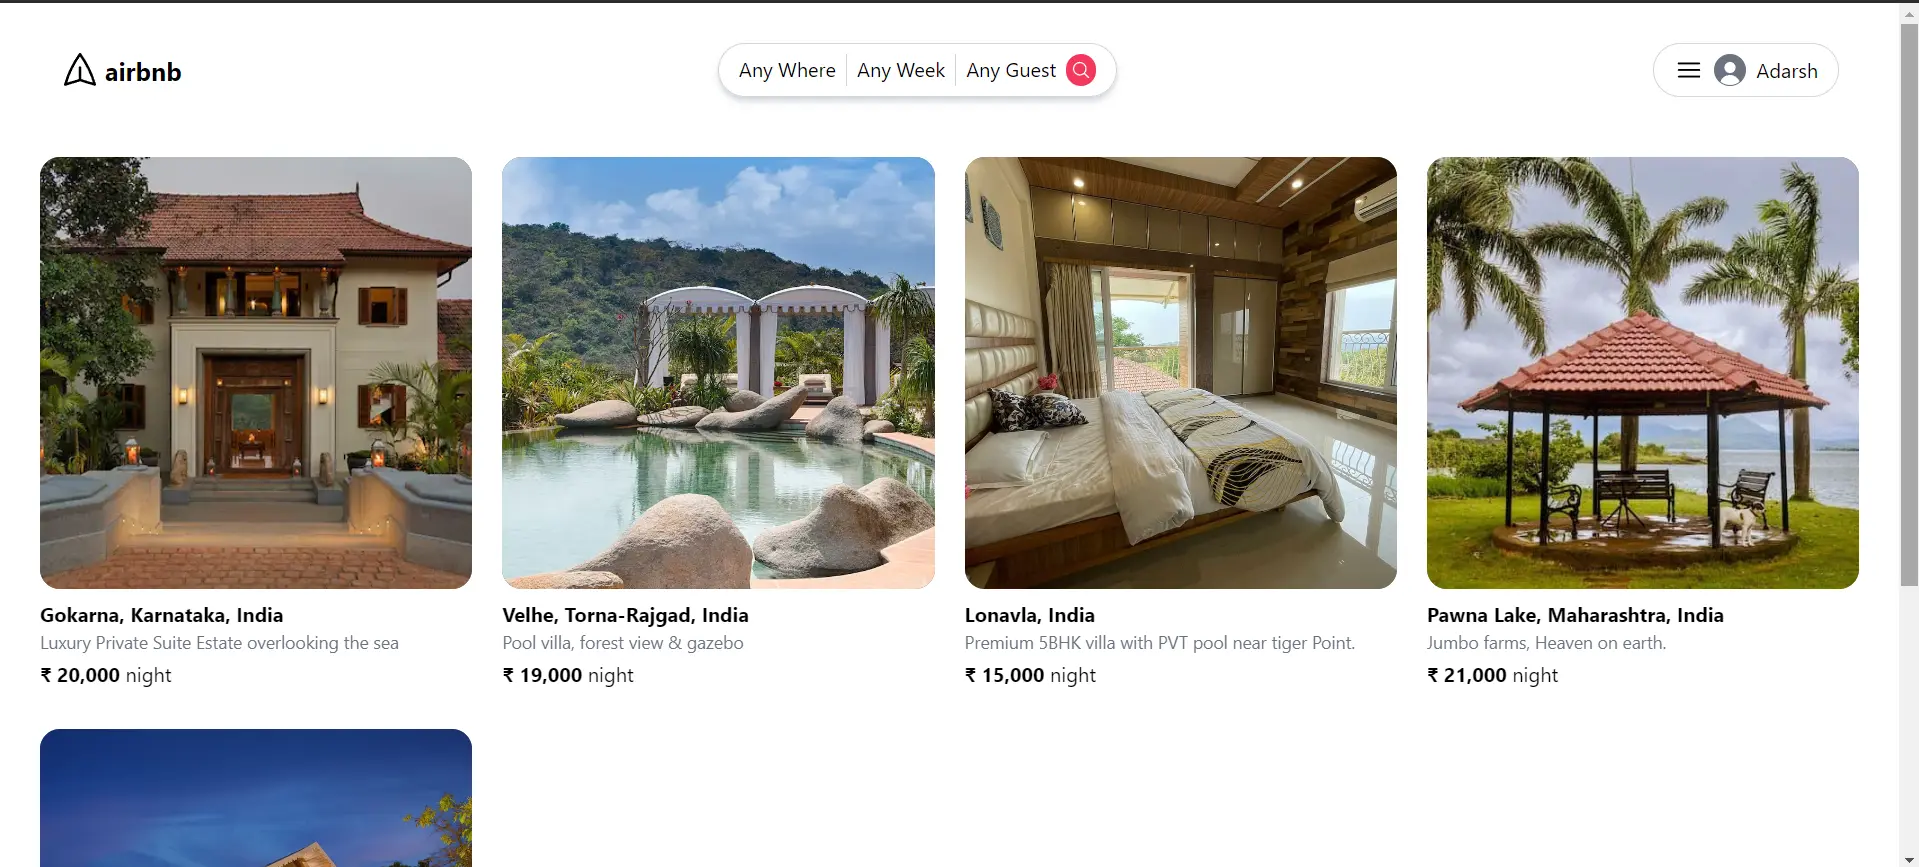 airbnb
Any Where
Any Week
Any Guest
Adarsh
Gokarna, Karnataka, India
Luxury Private Suite Estate overlooking the sea
₹ 20,000 night
Velhe, Torna-Rajgad, India
Pool villa, forest view & gazebo
₹ 19,000 night
Lonavla, India
Premium 5BHK villa with PVT pool near tiger Point.
₹ 15,000 night
Pawna Lake, Maharashtra, India
Jumbo farms, Heaven on earth.
₹ 21,000 night